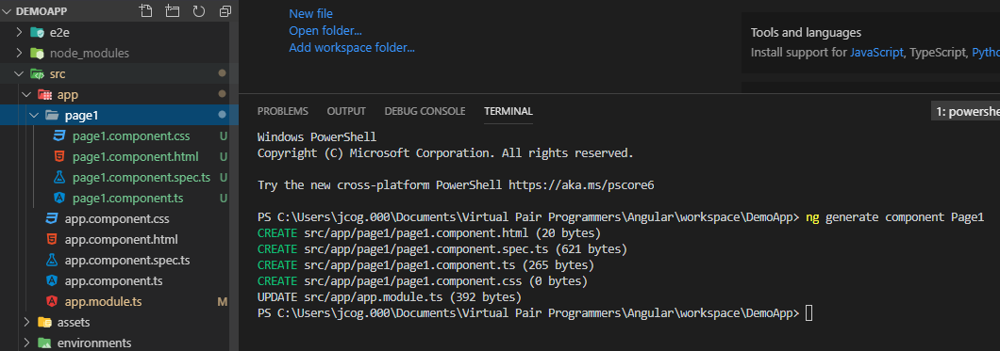 DEMOAPP
e2e
node_modules
src
app
page1
page1.component.css U
page1.component.html U
page1.component.spec.ts U
page1.component.ts U
app.component.css
app.component.html
app.component.spec.ts
app.component.ts
app.module.ts M
assets
environments
New file
Open folder...
Add workspace folder...
Tools and languages
Install support for JavaScript, TypeScript, Pytho
PROBLEMS OUTPUT DEBUG CONSOLE TERMINAL 1: powershe
Windows PowerShell
Copyright (C) Microsoft Corporation. All rights reserved.
Try the new cross-platform PowerShell https://aka.ms/pscore6
PS C:\Users\jcog.000\Documents\Virtual Pair Programmers\Angular\workspace\DemoApp> ng generate component Page1
CREATE src/app/page1/page1.component.html (20 bytes)
CREATE src/app/page1/page1.component.spec.ts (621 bytes)
CREATE src/app/page1/page1.component.ts (265 bytes)
CREATE src/app/page1/page1.component.css (0 bytes)
UPDATE src/app/app.module.ts (392 bytes)
PS C:\Users\jcog.000\Documents\Virtual Pair Programmers\Angular\workspace\DemoApp>